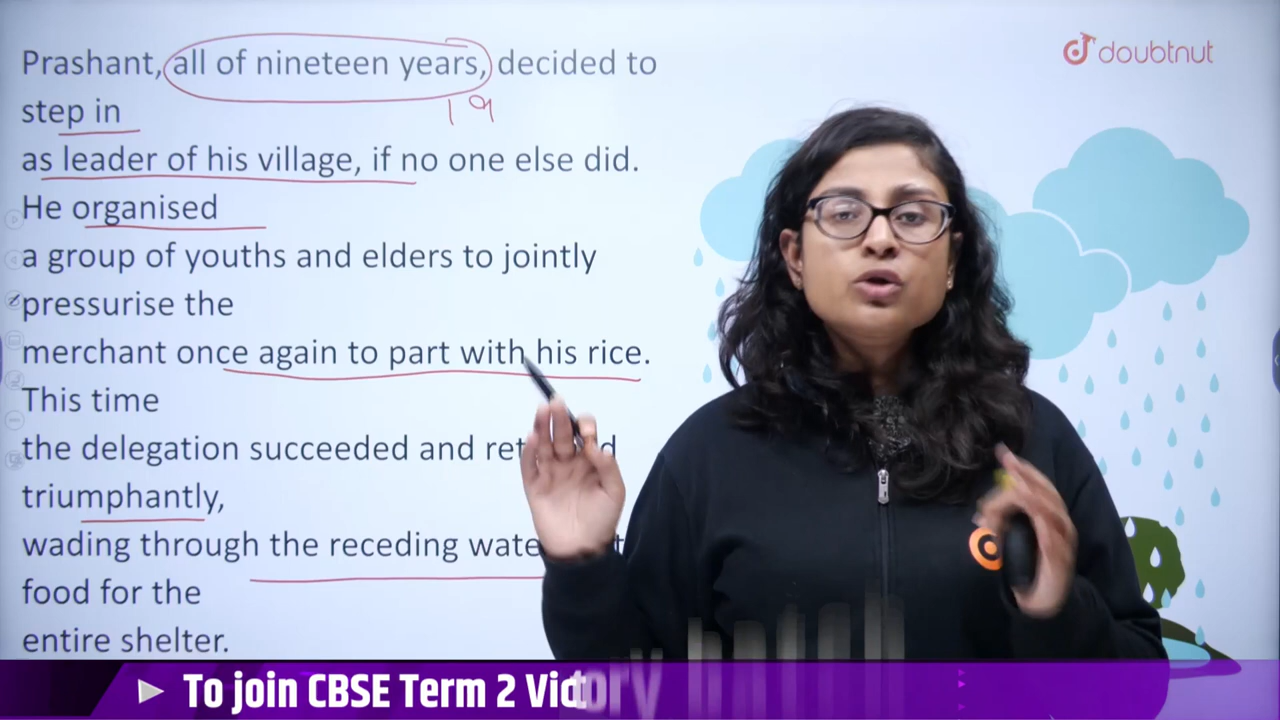 Prashant, all of nineteen years, decided to
step in
as leader of his village, if no one else did.
He organised
a group of youths and elders to jointly
pressurise the
merchant once again to part with his rice.
This time
the delegation succeeded and
triumphantly,
wading through the receding
food for the
entire shelter.
19
doubtnut
To join CBSE Term 2